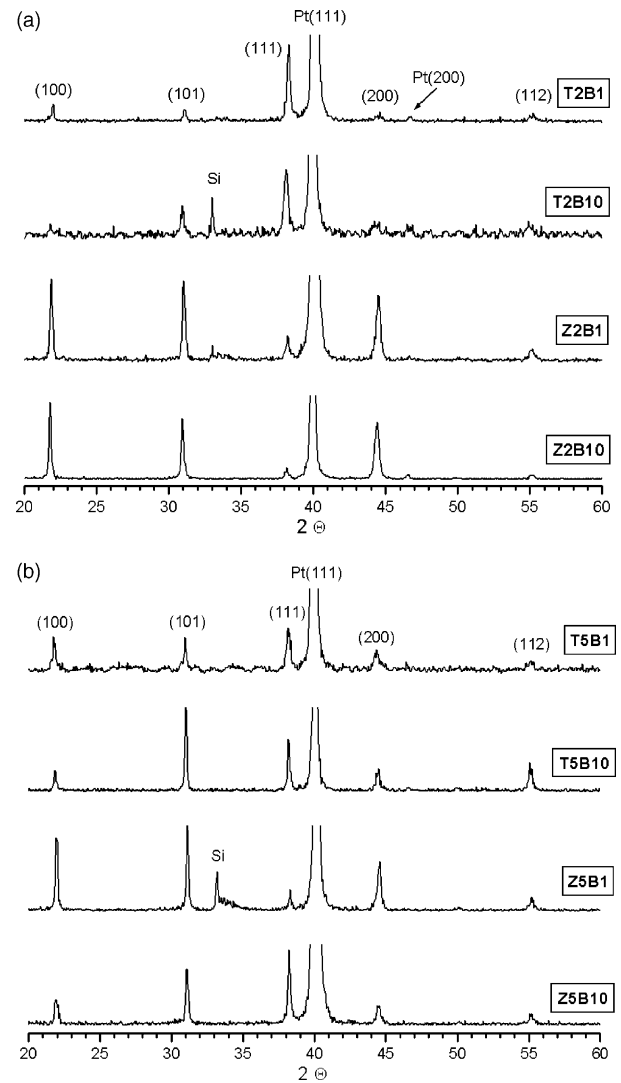 (a)
Pt(111)
(111)
(100)
(101)
(200)
Pt(200)
(112)
T2B1
Si
T2B10
Z2B1
Z2B10
20 25 30 35 40 45 50 55 60
2 Θ
(b)
Pt(111)
(100)
(101)
(111)
(200)
(112)
T5B1
T5B10
Si
Z5B1
Z5B10
20 25 30 35 40 45 50 55 60
2 Θ